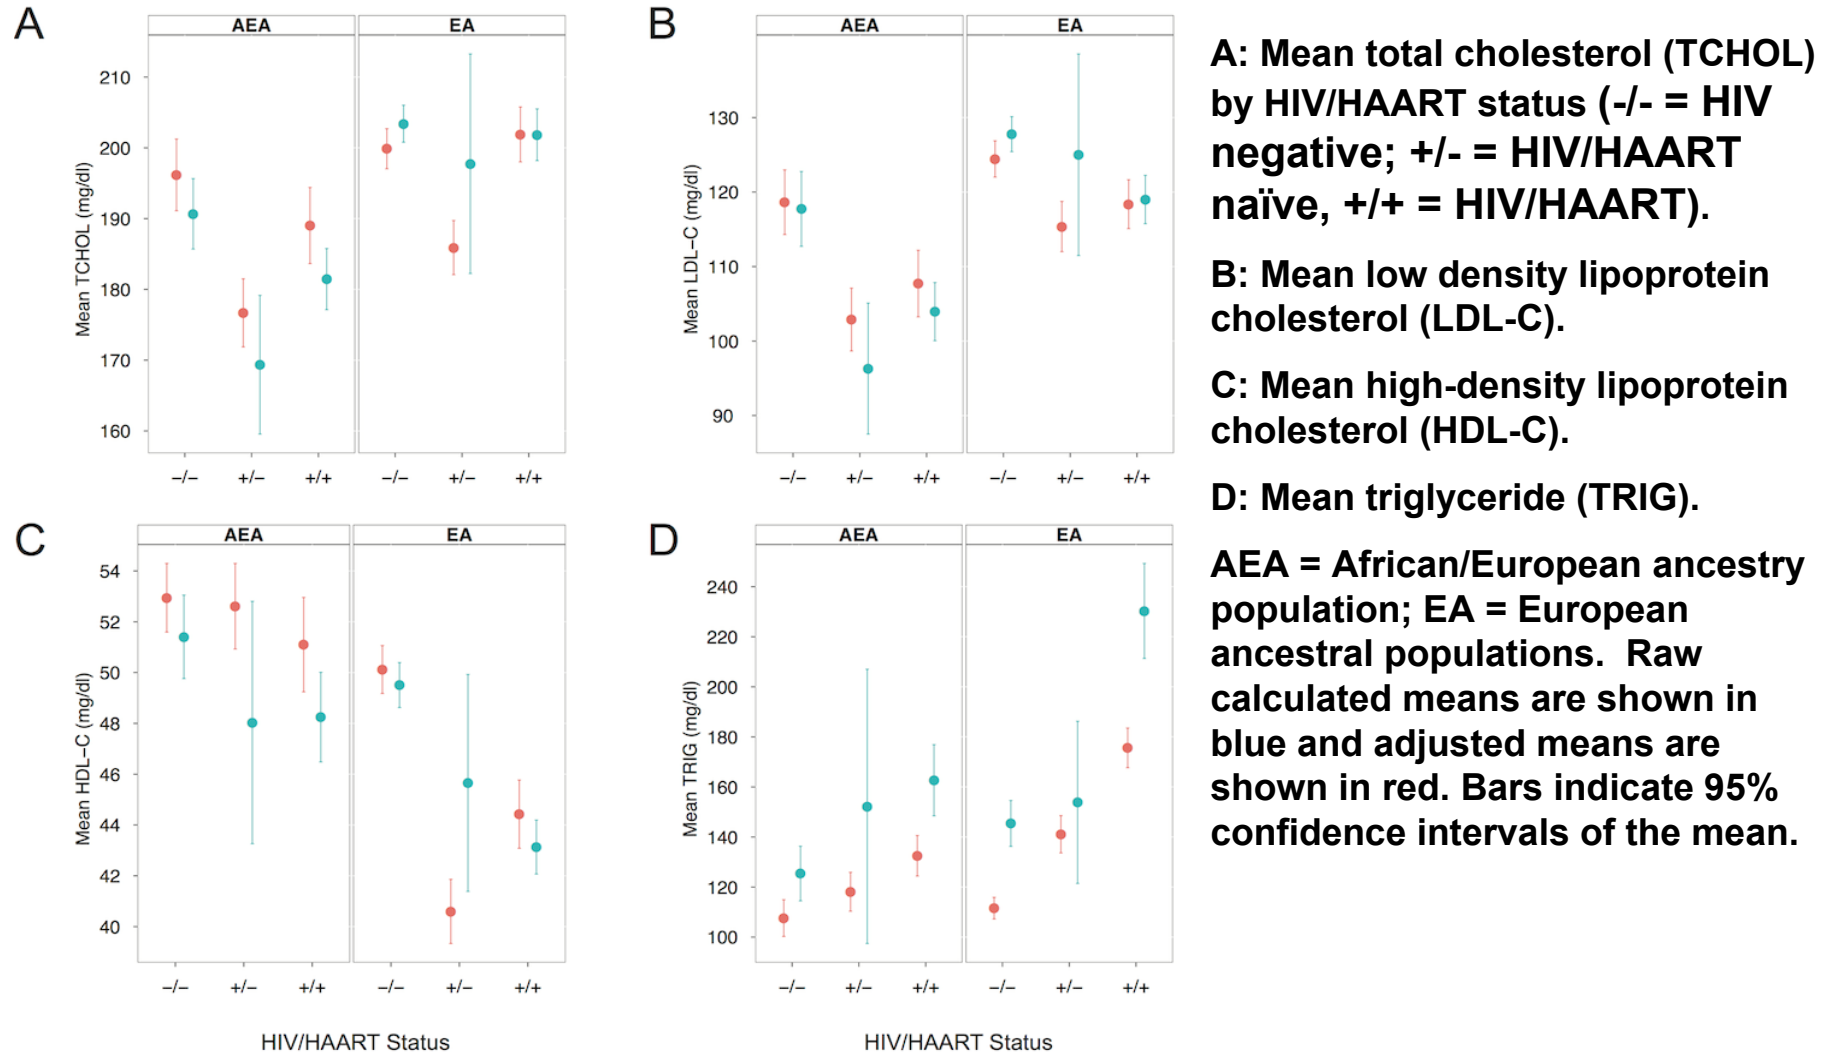 A
AEA
EA
210
200
190
180
170
160
Mean TCHOL (mg/dl)
−/−
+/−
+/+
−/−
+/−
+/+
B
AEA
EA
130
120
110
100
90
Mean LDL−C (mg/dl)
−/−
+/−
+/+
−/−
+/−
+/+
C
AEA
EA
54
52
50
48
46
44
42
40
Mean HDL−C (mg/dl)
−/−
+/−
+/+
−/−
+/−
+/+
HIV/HAART Status
D
AEA
EA
240
220
200
180
160
140
120
100
Mean TRIG (mg/dl)
−/−
+/−
+/+
−/−
+/−
+/+
HIV/HAART Status
A: Mean total cholesterol (TCHOL)
by HIV/HAART status (-/- = HIV
negative; +/- = HIV/HAART
naïve, +/+ = HIV/HAART).
B: Mean low density lipoprotein
cholesterol (LDL-C).
C: Mean high-density lipoprotein
cholesterol (HDL-C).
D: Mean triglyceride (TRIG).
AEA = African/European ancestry
population; EA = European
ancestral populations.  Raw
calculated means are shown in
blue and adjusted means are
shown in red. Bars indicate 95%
confidence intervals of the mean.